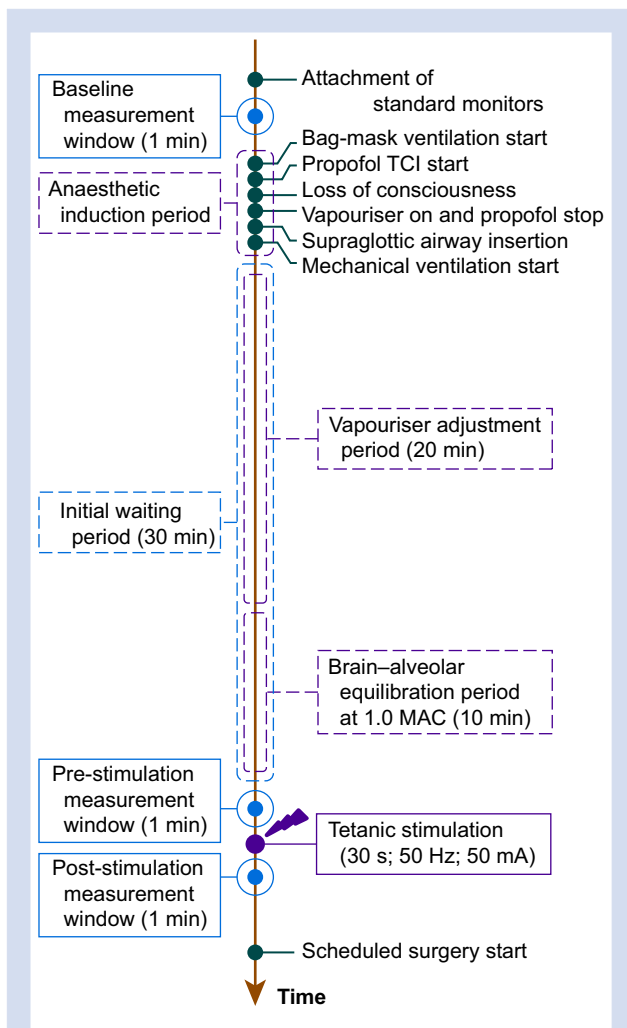 Attachment of
standard monitors
Baseline
measurement
window (1 min)
Bag-mask ventilation start
Propofol TCI start
Loss of consciousness
Vapouriser on and propofol stop
Supraglottic airway insertion
Mechanical ventilation start
Anaesthetic
induction period
Vapouriser adjustment
period (20 min)
Initial waiting
period (30 min)
Brain–alveolar
equilibration period
at 1.0 MAC (10 min)
Pre-stimulation
measurement
window (1 min)
Tetanic stimulation
(30 s; 50 Hz; 50 mA)
Post-stimulation
measurement
window (1 min)
Scheduled surgery start
Time